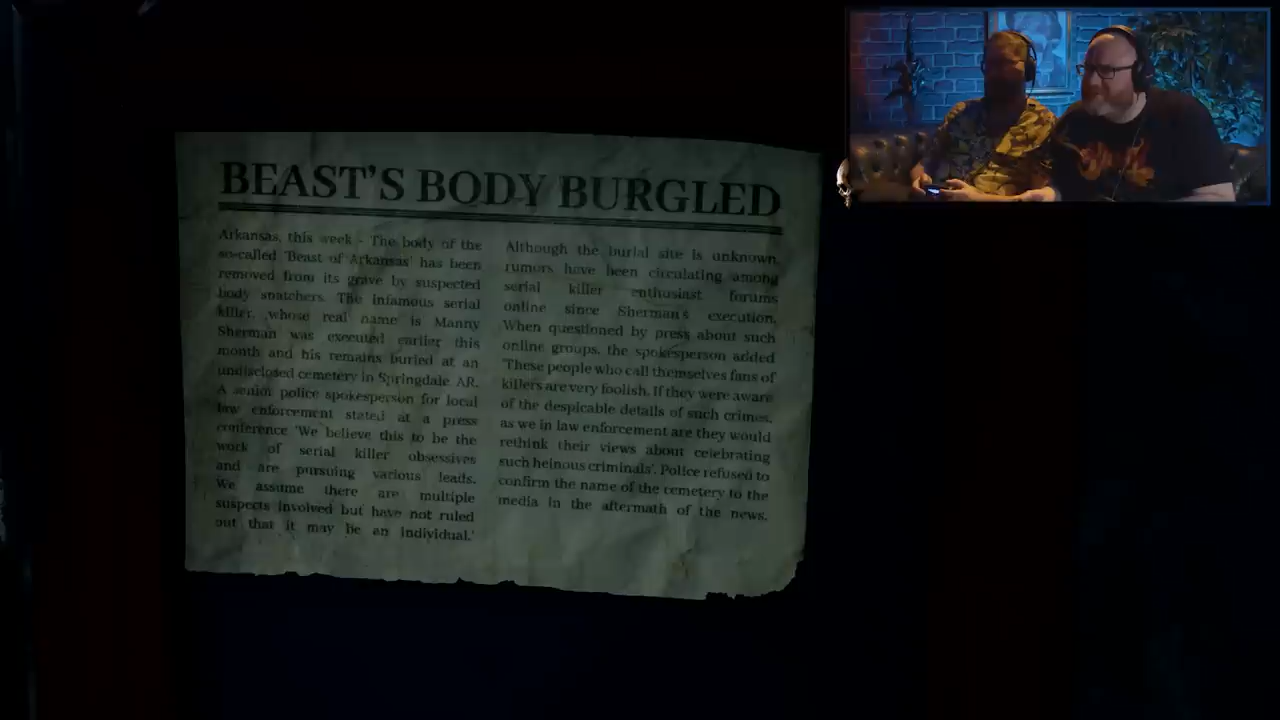 BEAST'S BODY BURGLED
Arkansas, this week - The body of the
so-called 'Beast of Arkansas' has been
removed from its grave by suspected
body snatchers. The infamous serial
killer, whose real name is Manny
Sherman was executed earlier this
month and his remains buried at an
undisclosed cemetery in Springdale AR.
A senior police spokesperson for local
law enforcement stated at a press
conference 'We believe this to be the
work of serial killer obsessives
and are pursuing various leads.
We assume there are multiple
suspects involved but have not ruled
out that it may be an individual.'
Although the burial site is unknown,
rumors have been circulating among
serial killer enthusiast forums
online since Sherman's execution.
When questioned by press about such
online groups, the spokesperson added
'These people who call themselves fans of
killers are very foolish. If they were aware
of the despicable details of such crimes,
as we in law enforcement are they would
rethink their views about celebrating
such heinous criminals'. Police refused to
confirm the name of the cemetery to the
media in the aftermath of the news.